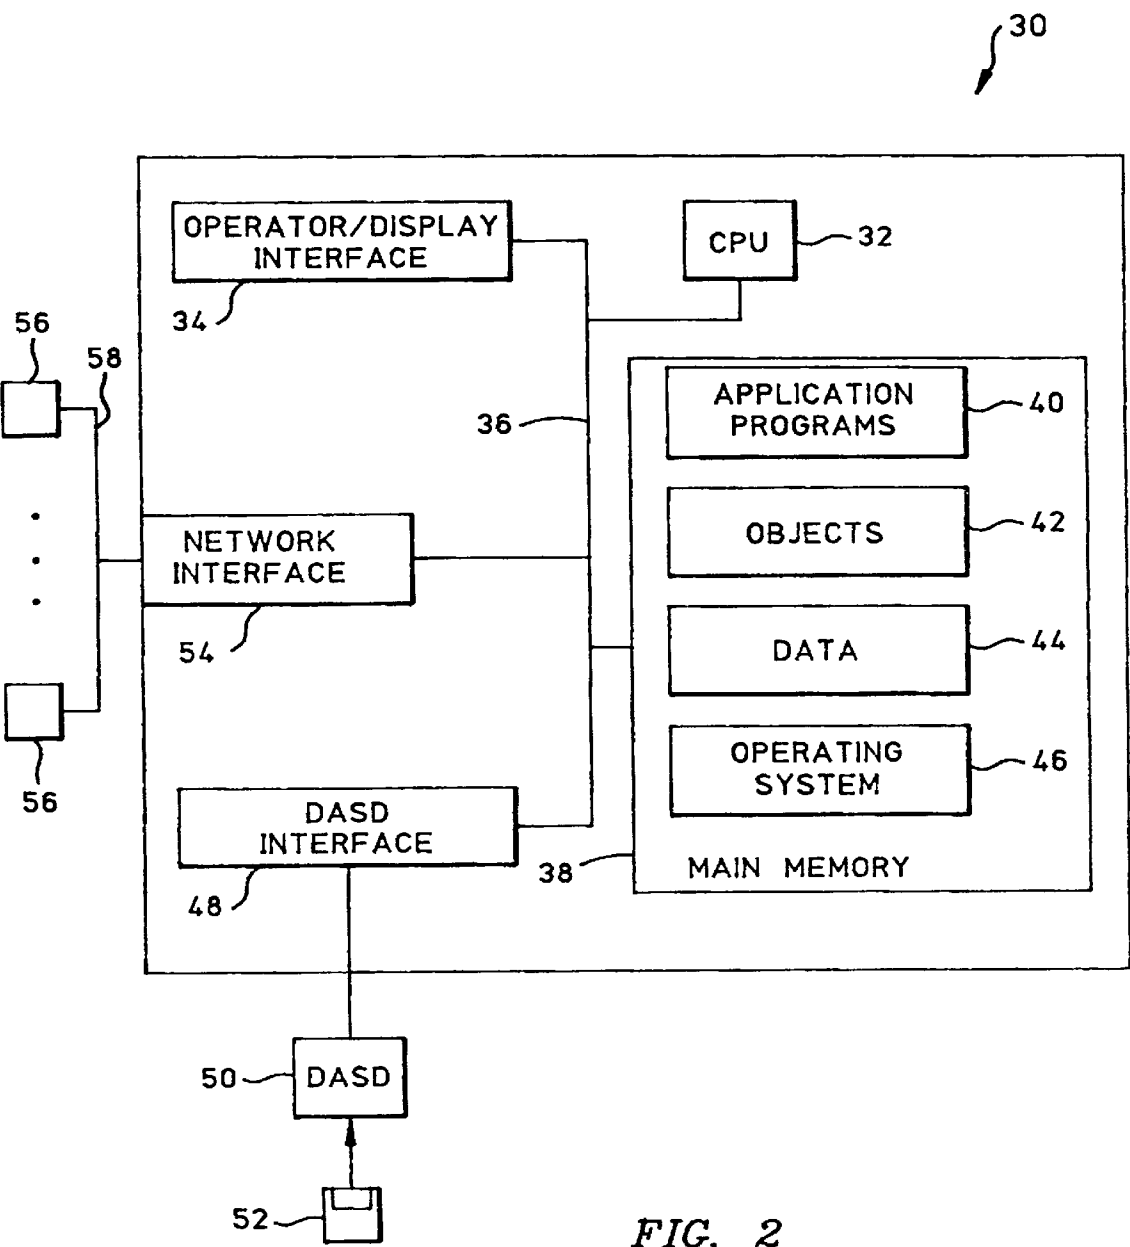 30
OPERATOR/DISPLAY
INTERFACE
34
CPU
32
56
58
36
APPLICATION
PROGRAMS
40
OBJECTS
42
NETWORK
INTERFACE
54
DATA
44
OPERATING
SYSTEM
46
56
DASD
INTERFACE
48
38
MAIN MEMORY
50
DASD
52
FIG. 2